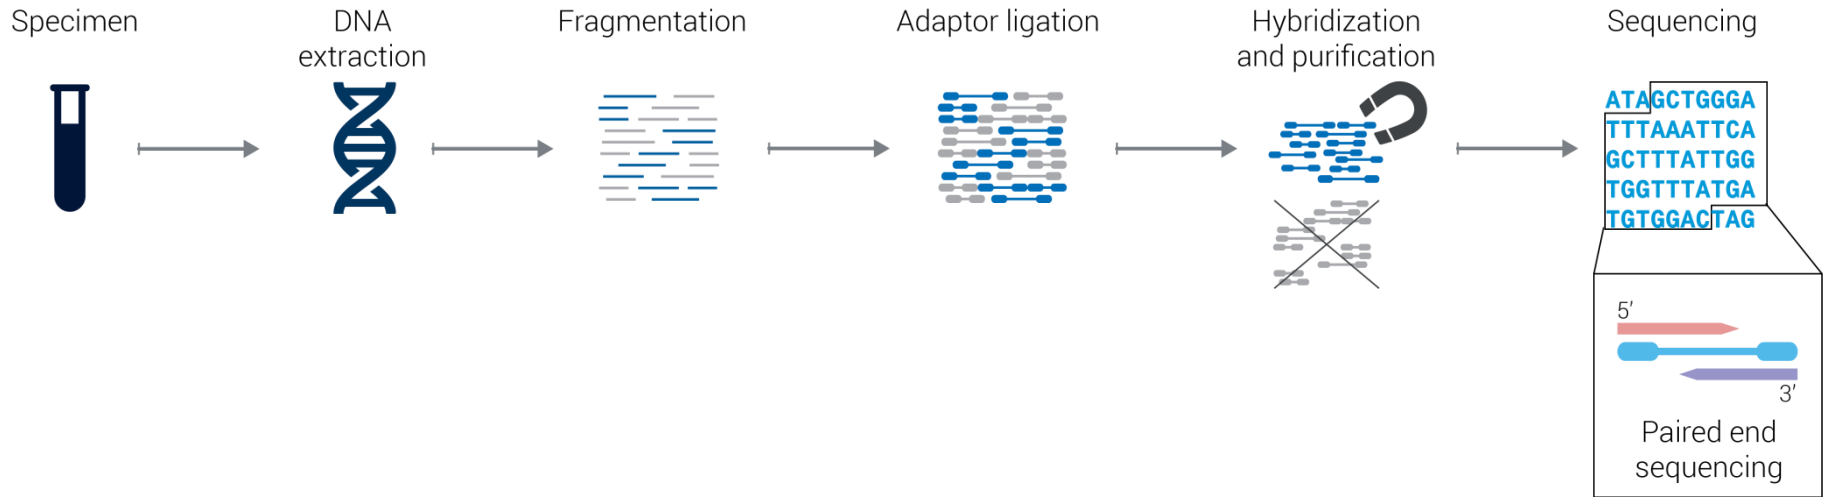 Specimen
DNA
extraction
Fragmentation
Adaptor ligation
Hybridization
and purification
Sequencing
ATAGCTGGGA
TTTAAATTCA
GCTTTATTGG
TGGTTTATGA
TGTGGACTAG
5’
3’
Paired end
sequencing